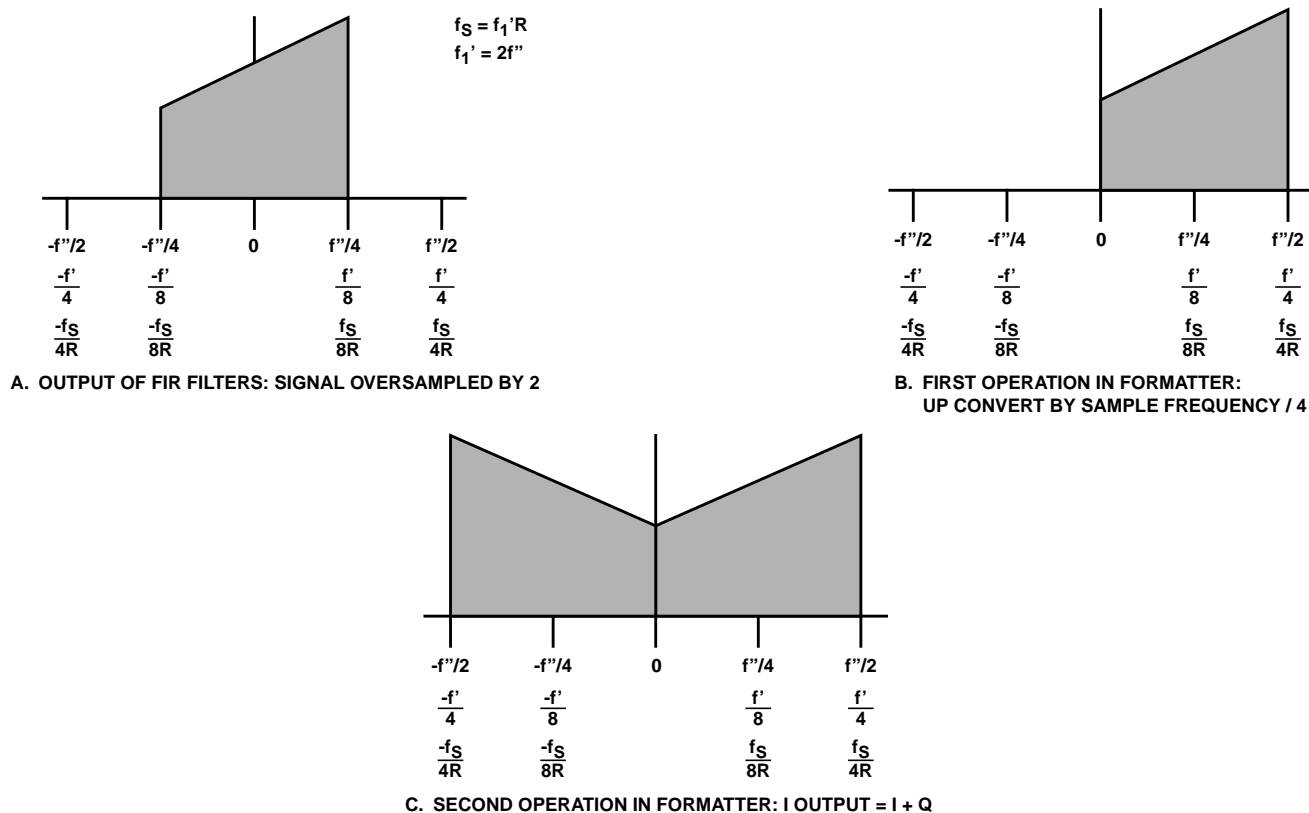 fS = f1’R
f1’ = 2f”
-f”/2 -f”/4 0 f”/4 f”/2
-f’/4 -f’/8 f’/8 f’/4
-fS/4R -fS/8R fS/8R fS/4R
A. OUTPUT OF FIR FILTERS: SIGNAL OVERSAMPLED BY 2
-f”/2 -f”/4 0 f”/4 f”/2
-f’/4 -f’/8 f’/8 f’/4
-fS/4R -fS/8R fS/8R fS/4R
B. FIRST OPERATION IN FORMATTER:
UP CONVERT BY SAMPLE FREQUENCY / 4
-f”/2 -f”/4 0 f”/4 f”/2
-f’/4 -f’/8 f’/8 f’/4
-fS/4R -fS/8R fS/8R fS/4R
C. SECOND OPERATION IN FORMATTER: I OUTPUT = I + Q